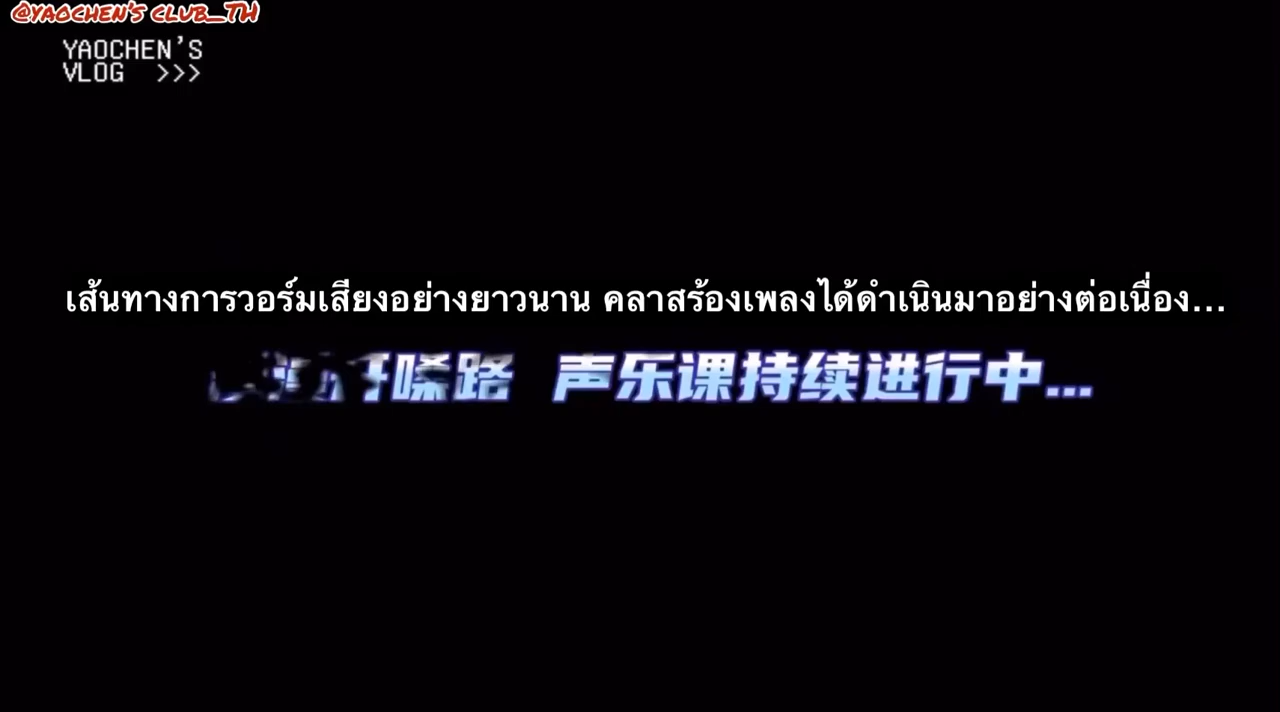 @YAOCHEN'S CLUB_TH
YAOCHEN'S
VLOG >>>
เส้นทางการวอร์มเสียงอย่างยาวนาน คลาสร้องเพลงได้ดำเนินมาอย่างต่อเนื่อง...
嗓路 声乐课持续进行中...